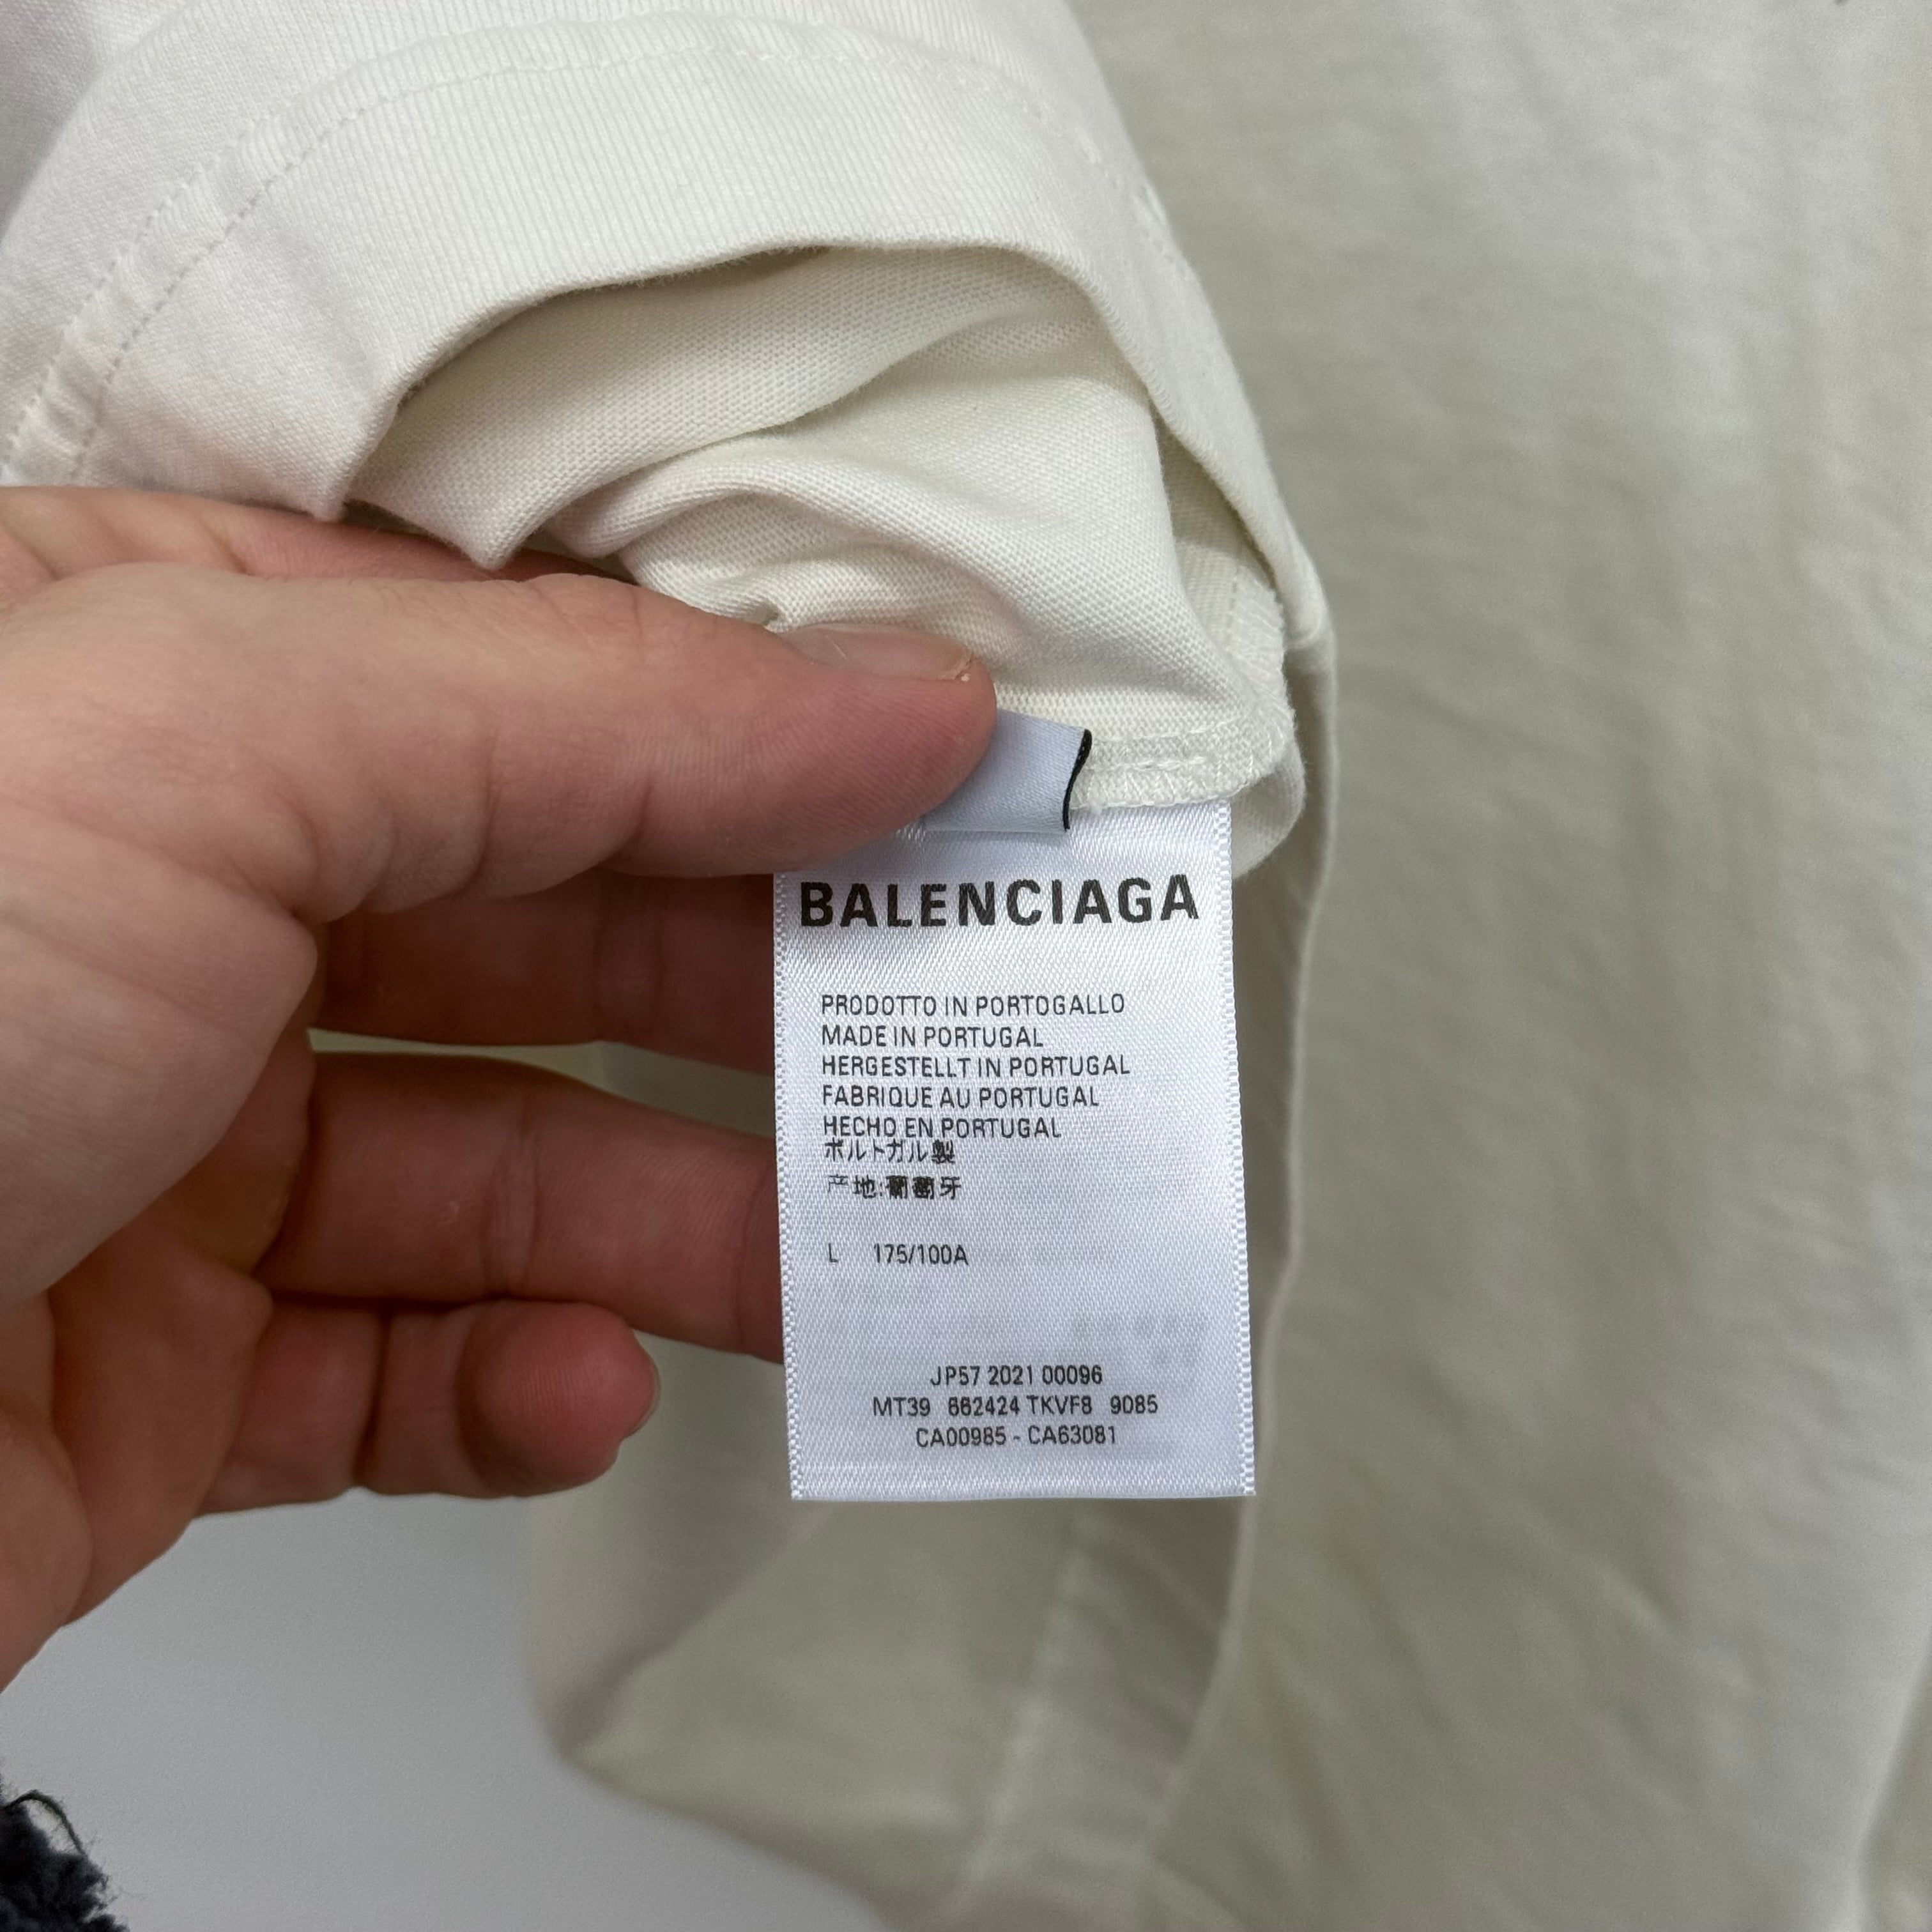 BALENCIAGA
PRODOTTO IN PORTOGALLO
MADE IN PORTUGAL
HERGESTELLT IN PORTUGAL
FABRIQUE AU PORTUGAL
HECHO EN PORTUGAL
ポルトガル製
产地:葡萄牙
L 175/100A
JP57 2021 00096
MT39 662424 TKVF8 9085
CA00985 - CA63081